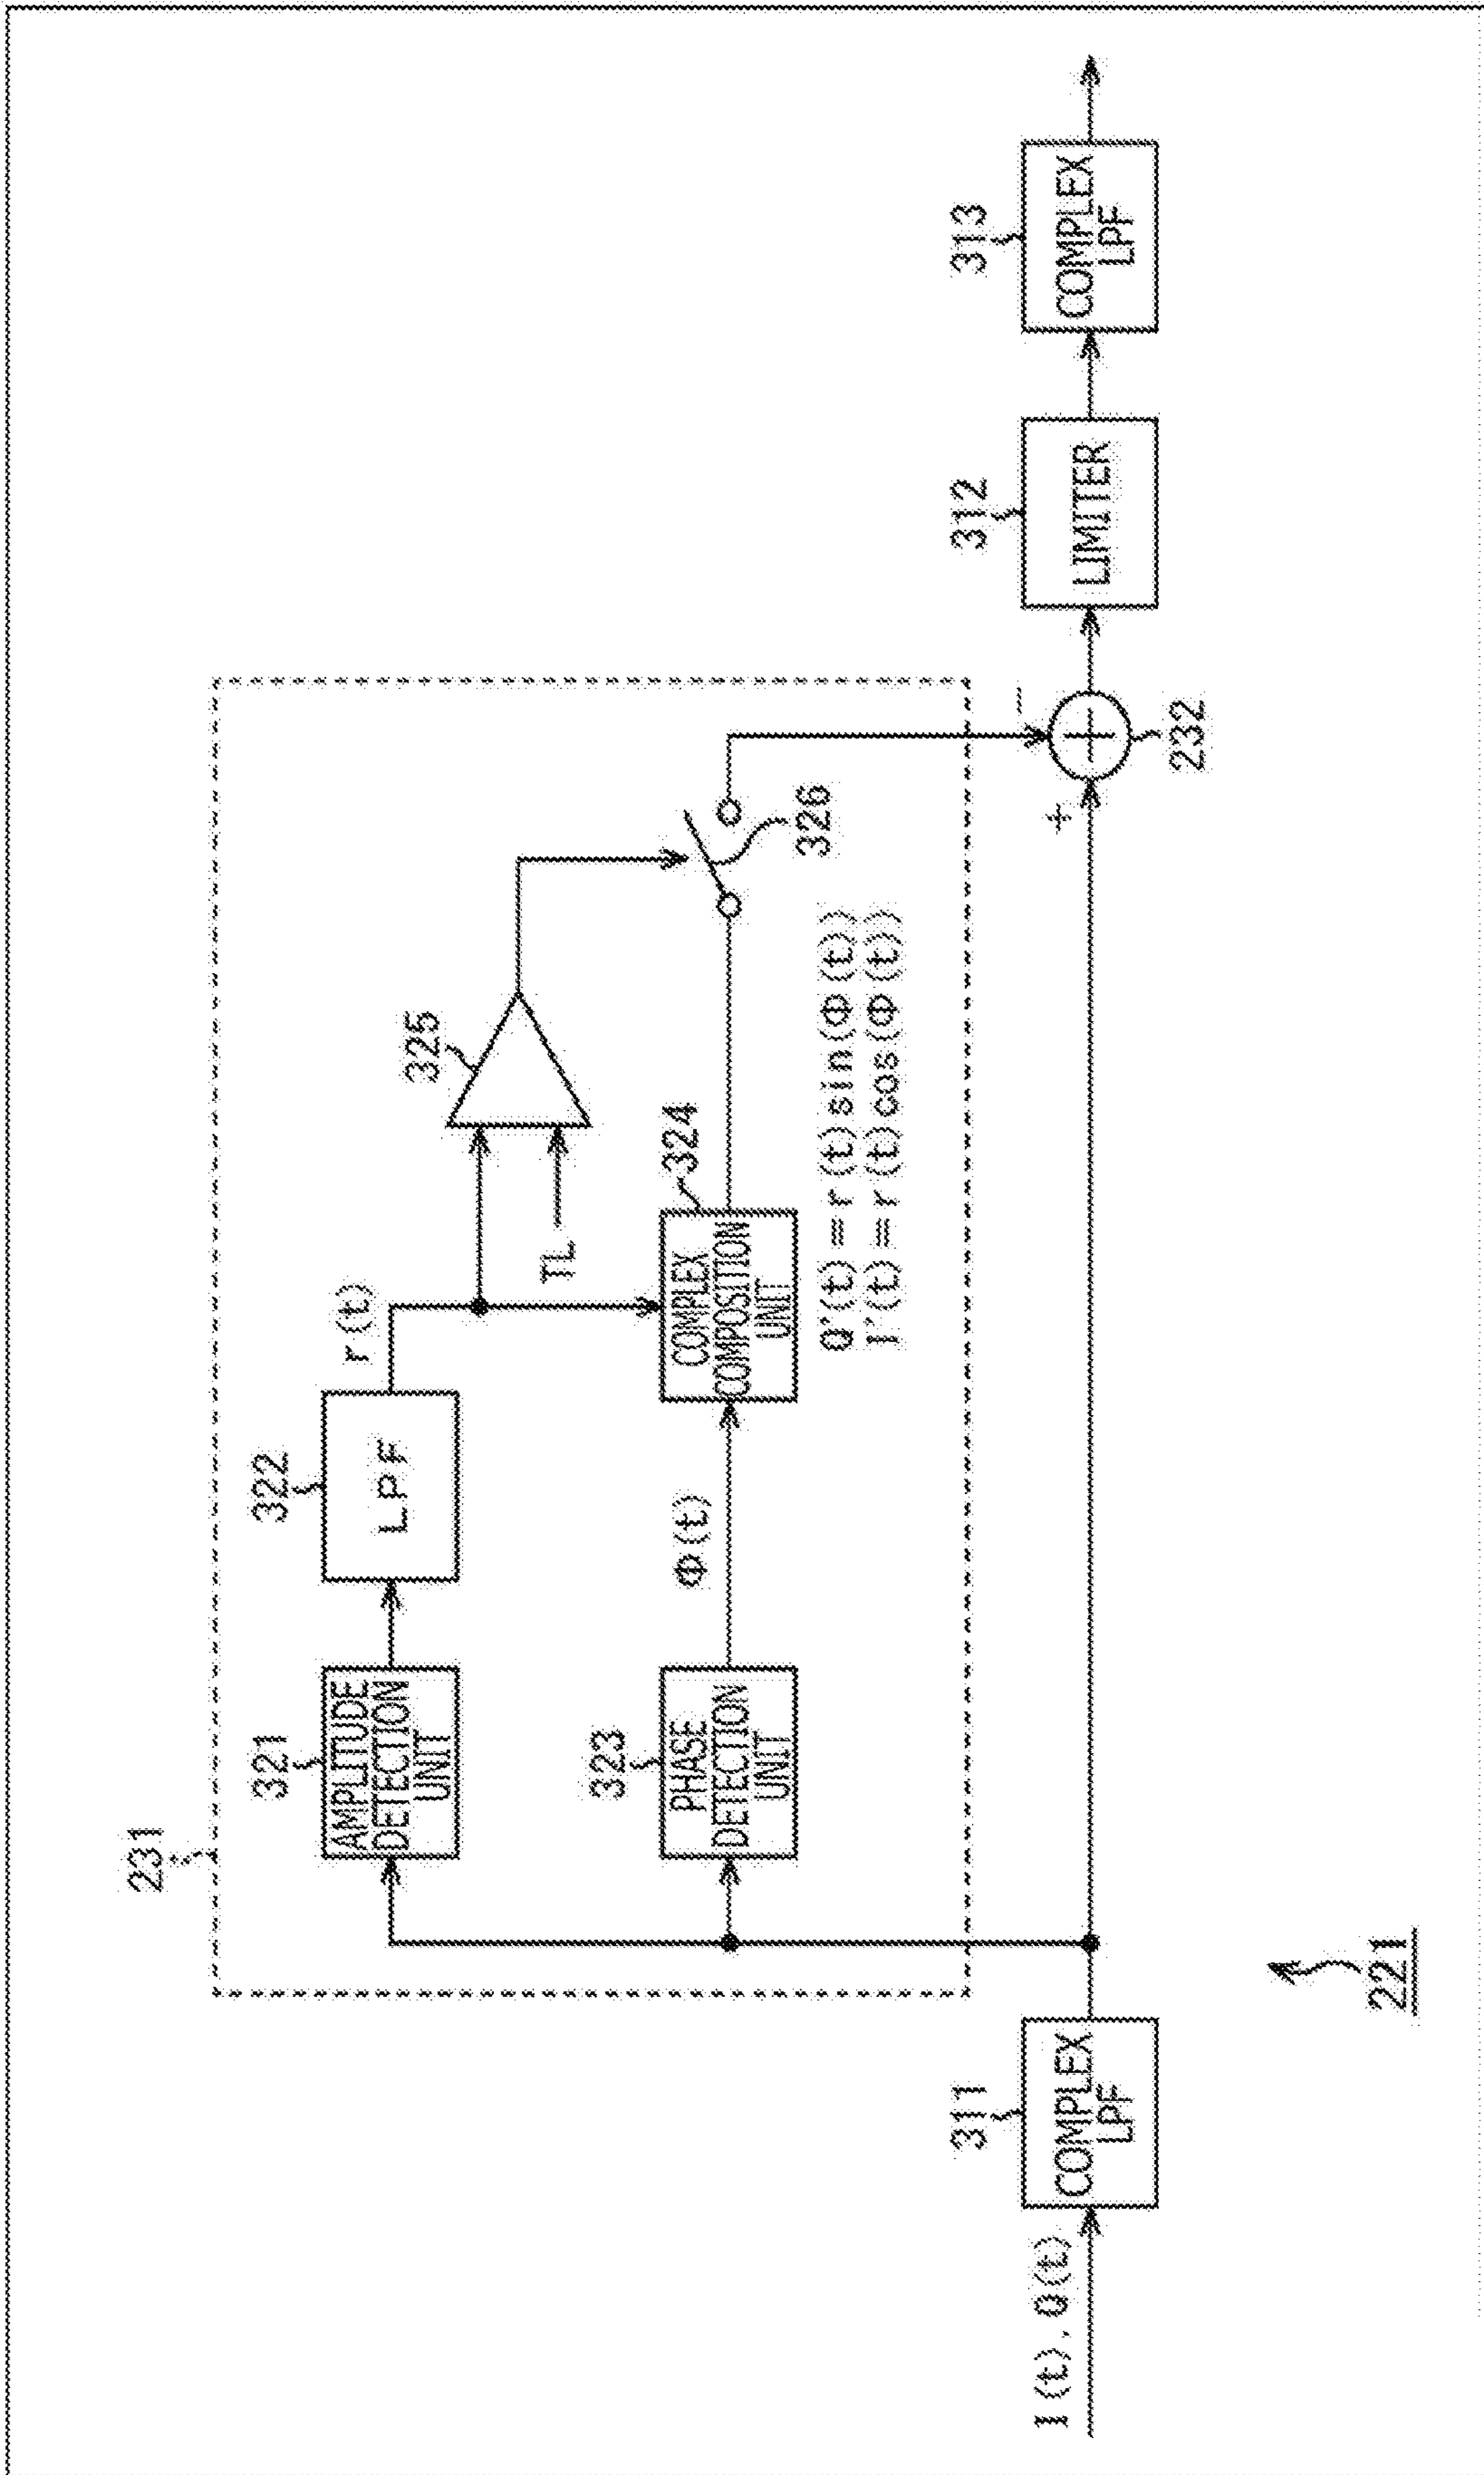 231
321
AMPLITUDE
DETECTION
UNIT
322
LPF
r(t)
325
TL
323
PHASE
DETECTION
UNIT
Φ(t)
324
COMPLEX
COMPOSITION
UNIT
326
Q'(t)=r(t)sin(Φ(t))
I'(t)=r(t)cos(Φ(t))
I(t),Q(t)
311
COMPLEX
LPF
+
−
232
312
LIMITER
313
COMPLEX
LPF
221